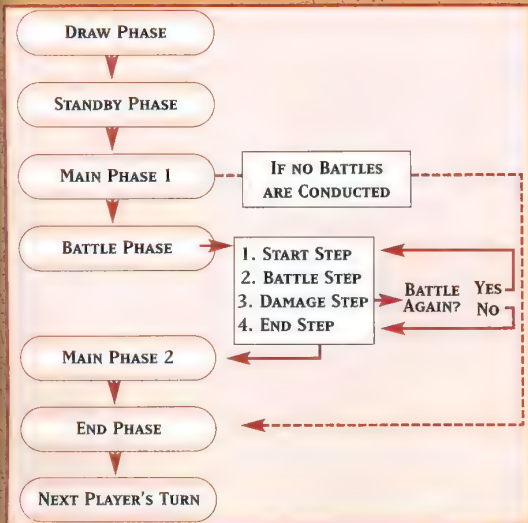 DRAW PHASE
STANDBY PHASE
MAIN PHASE 1
IF NO BATTLES
ARE CONDUCTED
BATTLE PHASE
1. START STEP
2. BATTLE STEP
3. DAMAGE STEP
4. END STEP
BATTLE YES
AGAIN? NO
MAIN PHASE 2
END PHASE
NEXT PLAYER'S TURN